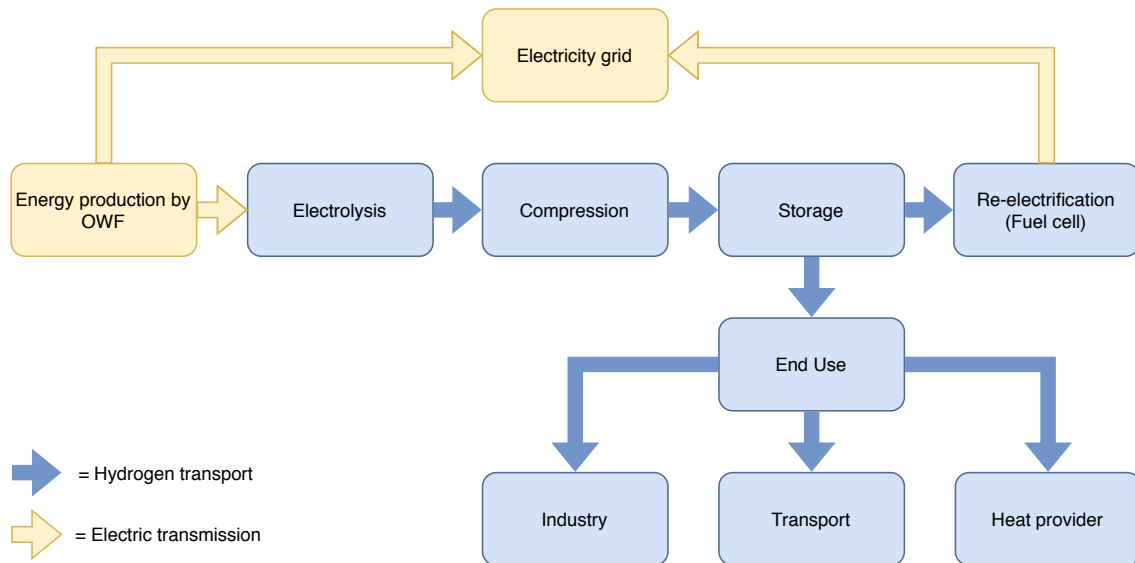 Electricity grid
Energy production by
OWF
Electrolysis
Compression
Storage
Re-electrification
(Fuel cell)
End Use
= Hydrogen transport
= Electric transmission
Industry
Transport
Heat provider